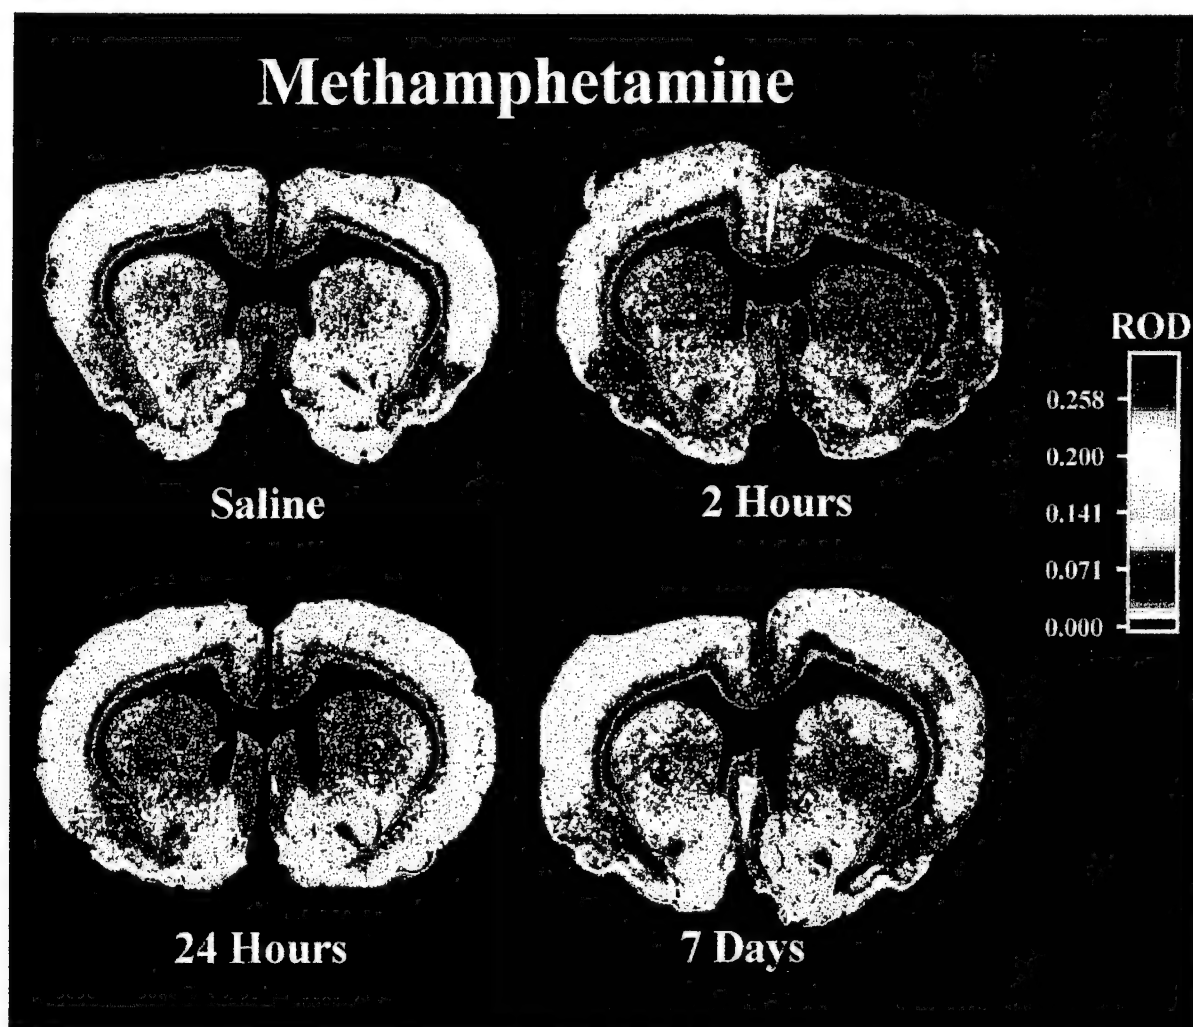 Methamphetamine
Saline
2 Hours
ROD
0.258
0.200
0.141
0.071
0.000
24 Hours
7 Days